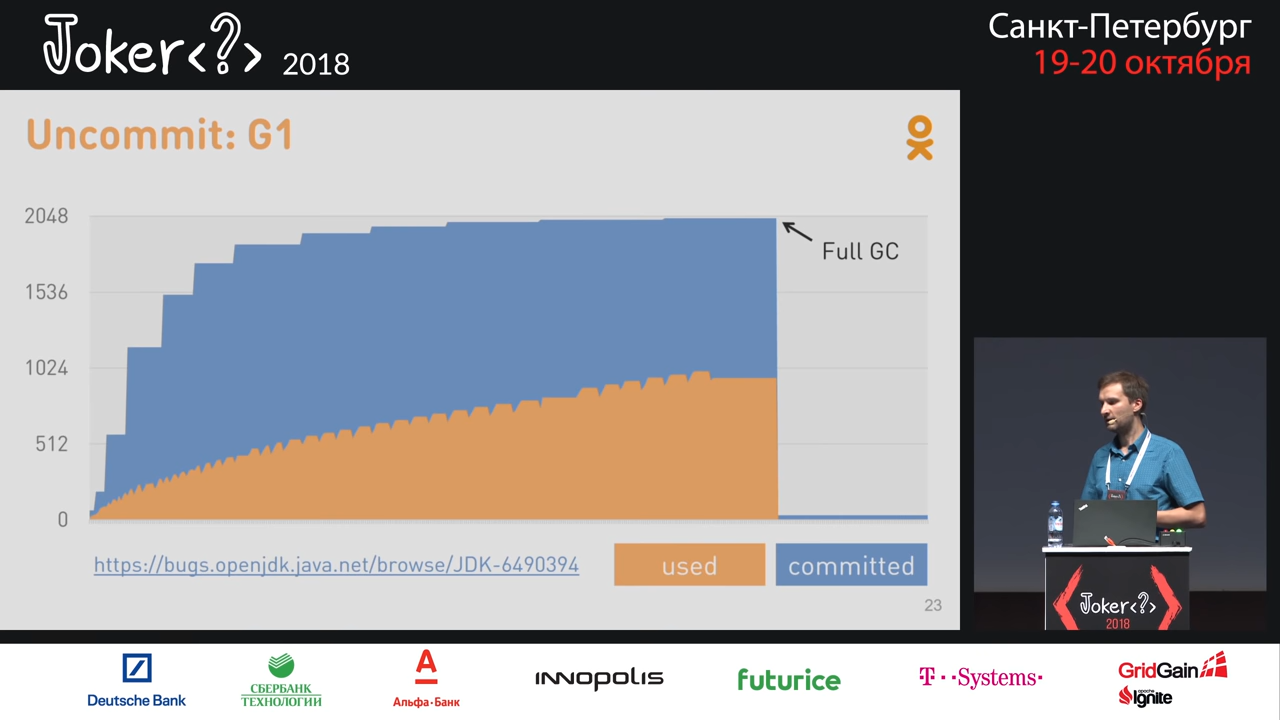 Joker<?> 2018
Санкт-Петербург
19-20 октября
Uncommit: G1
2048
1536
1024
512
0
Full GC
https://bugs.openjdk.java.net/browse/JDK-6490394
used
committed
23
Joker<?>
2018
Deutsche Bank
СБЕРБАНК
ТЕХНОЛОГИИ
А
Альфа·Банк
INNOPOLIS
futurice
T··Systems·
GridGain
apache
Ignite